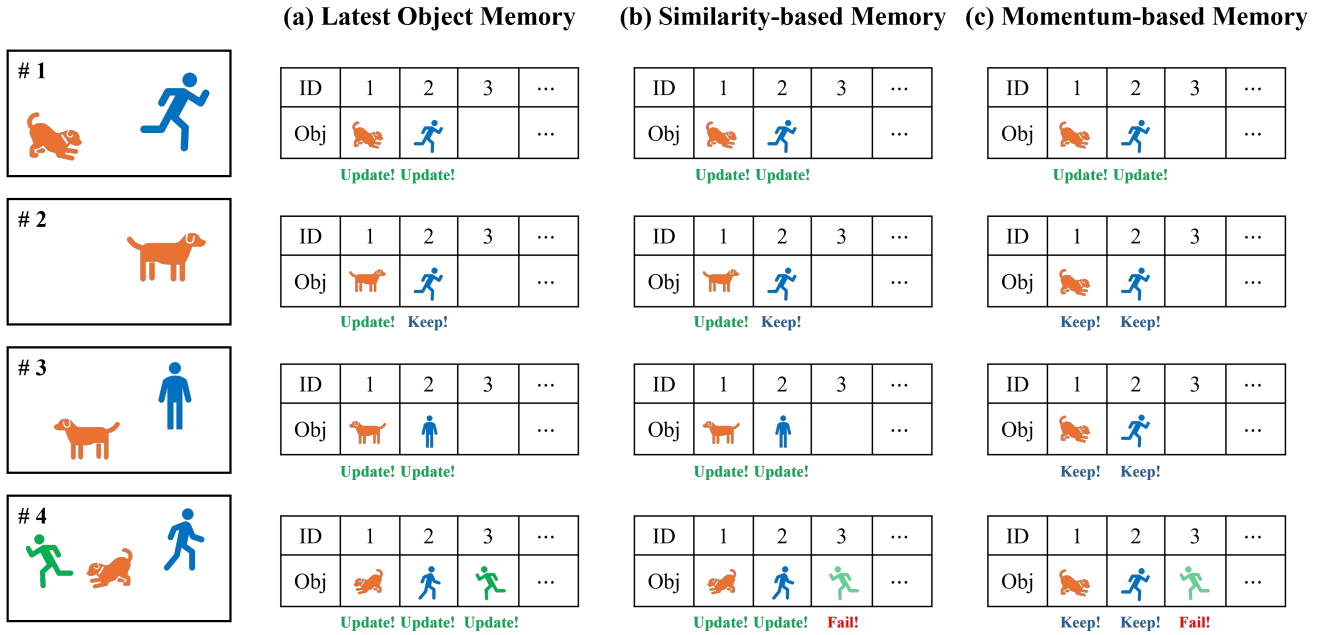 (a) Latest Object Memory (b) Similarity-based Memory (c) Momentum-based Memory
# 1
ID 1 2 3 ... ID 1 2 3 ... ID 1 2 3 ...
Obj ... Obj ... Obj ...
Update! Update! Update! Update! Update! Update!
# 2
ID 1 2 3 ... ID 1 2 3 ... ID 1 2 3 ...
Obj ... Obj ... Obj ...
Update! Keep! Update! Keep! Keep! Keep!
# 3
ID 1 2 3 ... ID 1 2 3 ... ID 1 2 3 ...
Obj ... Obj ... Obj ...
Update! Update! Update! Update! Keep! Keep!
# 4
ID 1 2 3 ... ID 1 2 3 ... ID 1 2 3 ...
Obj ... Obj ... Obj ...
Update! Update! Update! Update! Update! Fail! Keep! Keep! Fail!